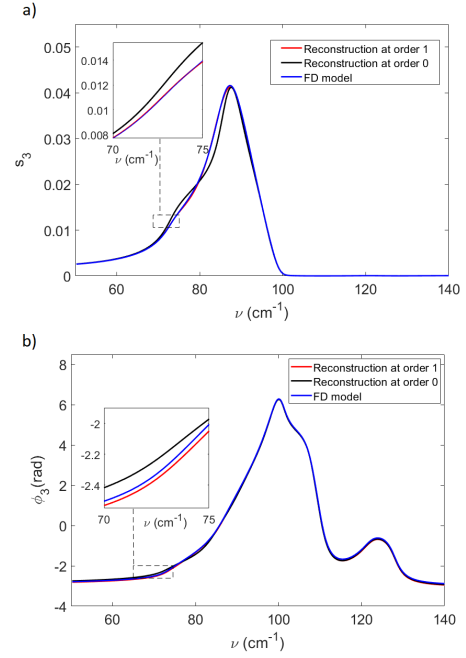 a)
0.05
0.04
0.03
0.02
0.01
0
s3
60 80 100 120 140
ν (cm-1)
Reconstruction at order 1
Reconstruction at order 0
FD model
0.014
0.012
0.01
0.008
70 75
ν (cm-1)
b)
8
6
4
2
0
-2
-4
ϕ3(rad)
60 80 100 120 140
ν (cm-1)
Reconstruction at order 1
Reconstruction at order 0
FD model
-2
-2.2
-2.4
70 75
ν (cm-1)